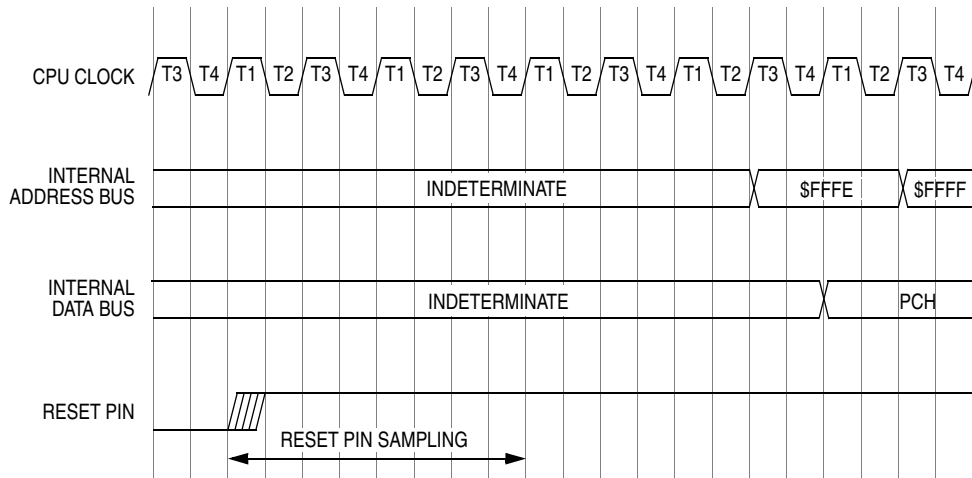 CPU CLOCK T3 T4 T1 T2 T3 T4 T1 T2 T3 T4 T1 T2 T3 T4 T1 T2 T3 T4 T1 T2 T3 T4
INTERNAL
ADDRESS BUS
INDETERMINATE $FFFE $FFFF
INTERNAL
DATA BUS
INDETERMINATE PCH
RESET PIN
RESET PIN SAMPLING